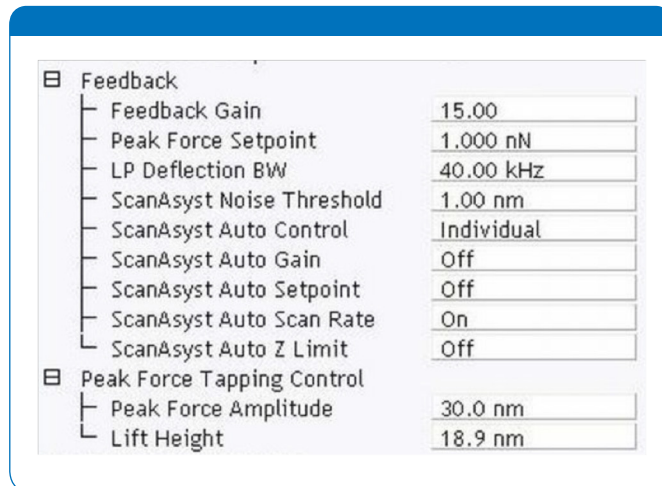 Feedback
Feedback Gain 15.00
Peak Force Setpoint 1.000 nN
LP Deflection BW 40.00 kHz
ScanAsyst Noise Threshold 1.00 nm
ScanAsyst Auto Control Individual
ScanAsyst Auto Gain Off
ScanAsyst Auto Setpoint Off
ScanAsyst Auto Scan Rate On
ScanAsyst Auto Z Limit Off
Peak Force Tapping Control
Peak Force Amplitude 30.0 nm
Lift Height 18.9 nm